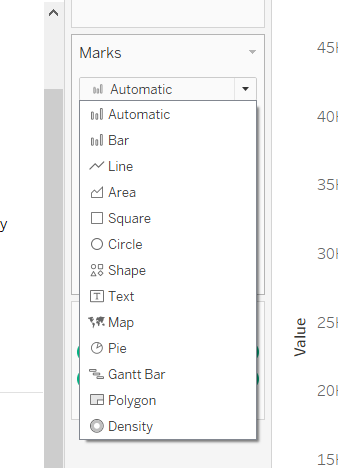 Marks
Automatic
Automatic
Bar
Line
Area
Square
Circle
Shape
Text
Map
Pie
Gantt Bar
Polygon
Density
y
Value
45K
40K
35K
30K
25K
20K
15K